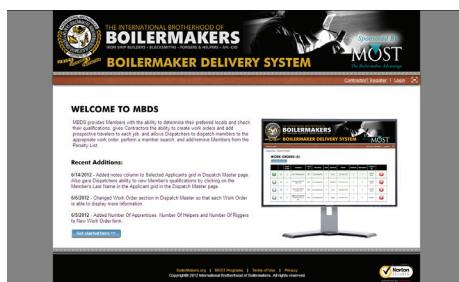 THE INTERNATIONAL BROTHERHOOD OF
BOILERMAKERS
IRON SHIP BUILDERS • BLACKSMITHS • FORGERS & HELPERS • AFL-CIO
BOILERMAKER DELIVERY SYSTEM
Sponsored By
MOST
The Boilermaker Advantage
Contractor? Register | Login
WELCOME TO MBDS
MBDS provides Members with the ability to determine their preferred locals and check
their qualifications, gives Contractors the ability to create work orders and add
prospective travelers to each job, and allows Dispatchers to dispatch members to the
appropriate work order, perform a member search, and add/remove Members from the
Penalty List.
Recent Additions:
6/14/2012 - Added notes column to Selected Applicants grid in Dispatch Master page.
Also gave Dispatchers ability to view Member's qualifications by clicking on the
Member's Last Name in the Applicant grid in the Dispatch Master page.
6/6/2012 - Changed Work Order section in Dispatch Master so that each Work Order
is able to display more information.
6/5/2012 - Added Number Of Apprentices, Number Of Helpers and Number Of Riggers
to New Work Order form.
Get started here >>
BOILERMAKERS
BOILERMAKER DELIVERY SYSTEM
MOST
WORK ORDERS
Boilermakers.org | MOST Programs | Terms of Use | Privacy
Copyright© 2012 International Brotherhood of Boilermakers. All rights reserved
Norton